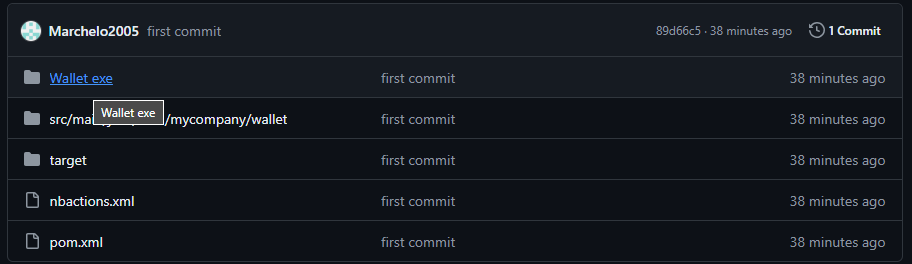 Marchelo2005 first commit 89d66c5 · 38 minutes ago 1 Commit
Wallet exe first commit 38 minutes ago
Wallet exe
src/mai /mycompany/wallet first commit 38 minutes ago
target first commit 38 minutes ago
nbactions.xml first commit 38 minutes ago
pom.xml first commit 38 minutes ago